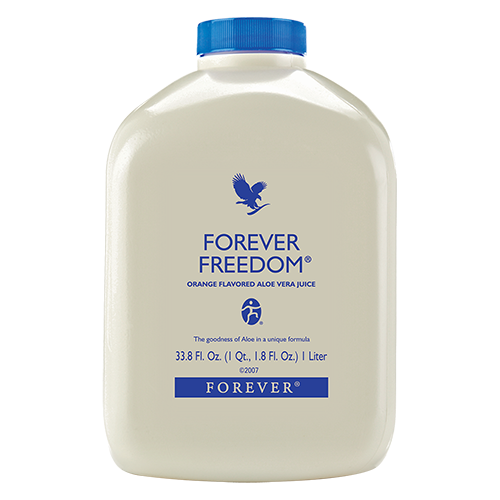 FOREVER
FREEDOM®
ORANGE FLAVORED ALOE VERA JUICE
®
The goodness of Aloe in a unique formula
33.8 Fl. Oz. (1 Qt., 1.8 Fl. Oz.) 1 Liter
©2007
FOREVER®